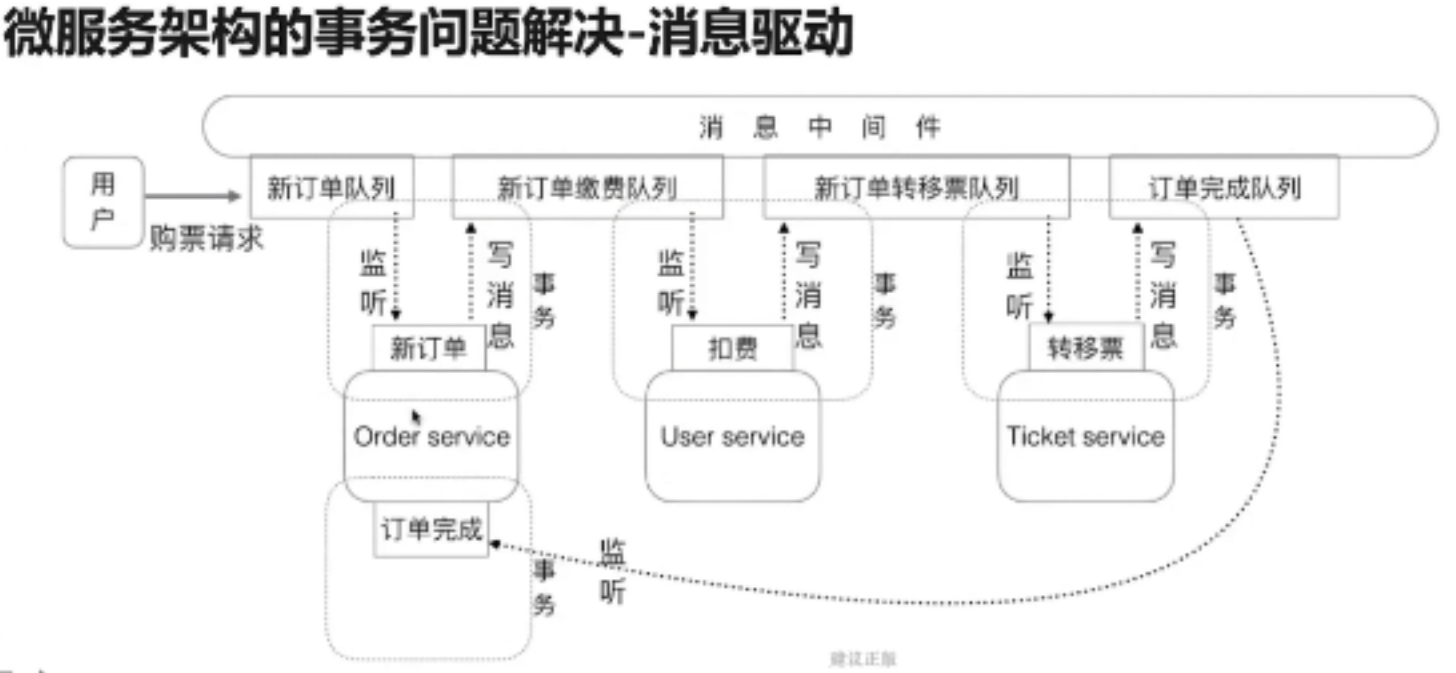 微服务架构的事务问题解决-消息驱动
消息中间件
用户
购票请求
新订单队列
新订单缴费队列
新订单转移票队列
订单完成队列
监听
写消息
事务
监听
写消息
事务
监听
写消息
事务
新订单
扣费
转移票
Order service
User service
Ticket service
订单完成
事务
监听
建议正版